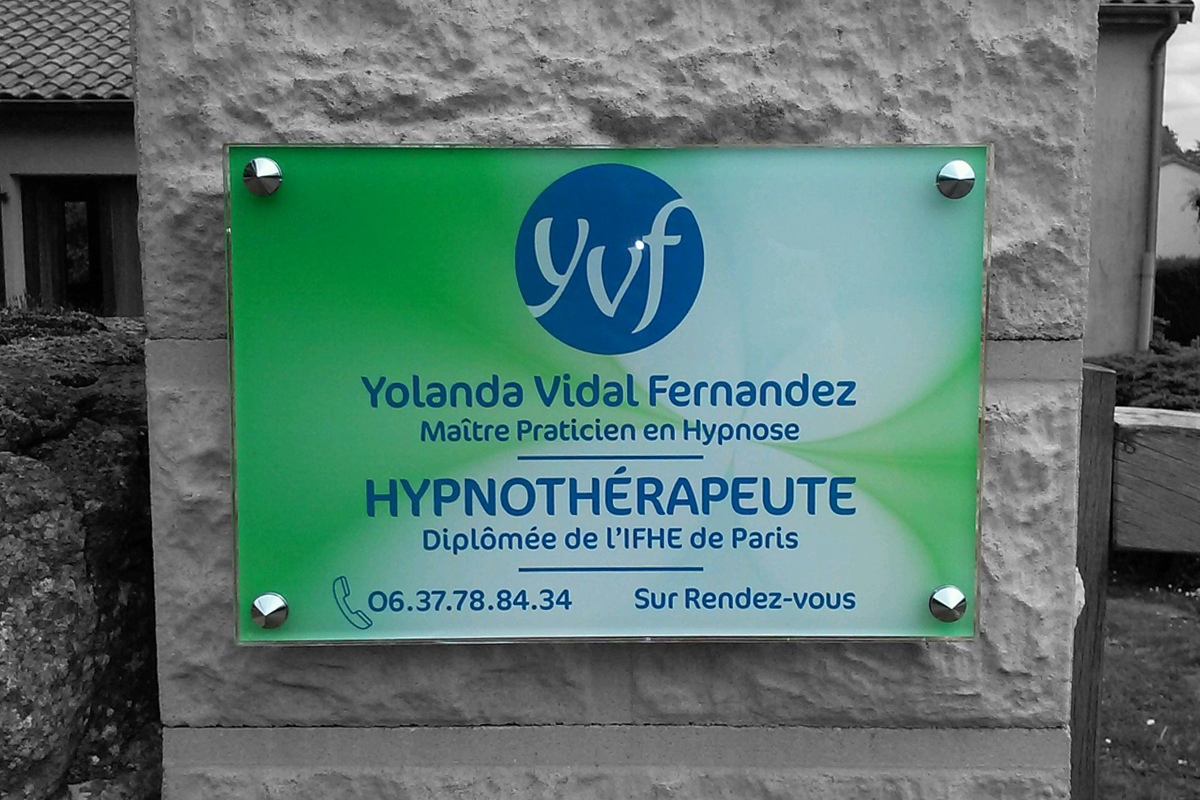 yvf
Yolanda Vidal Fernandez
Maître Praticien en Hypnose
HYPNOTHÉRAPEUTE
Diplômée de l'IFHE de Paris
06.37.78.84.34 Sur Rendez-vous